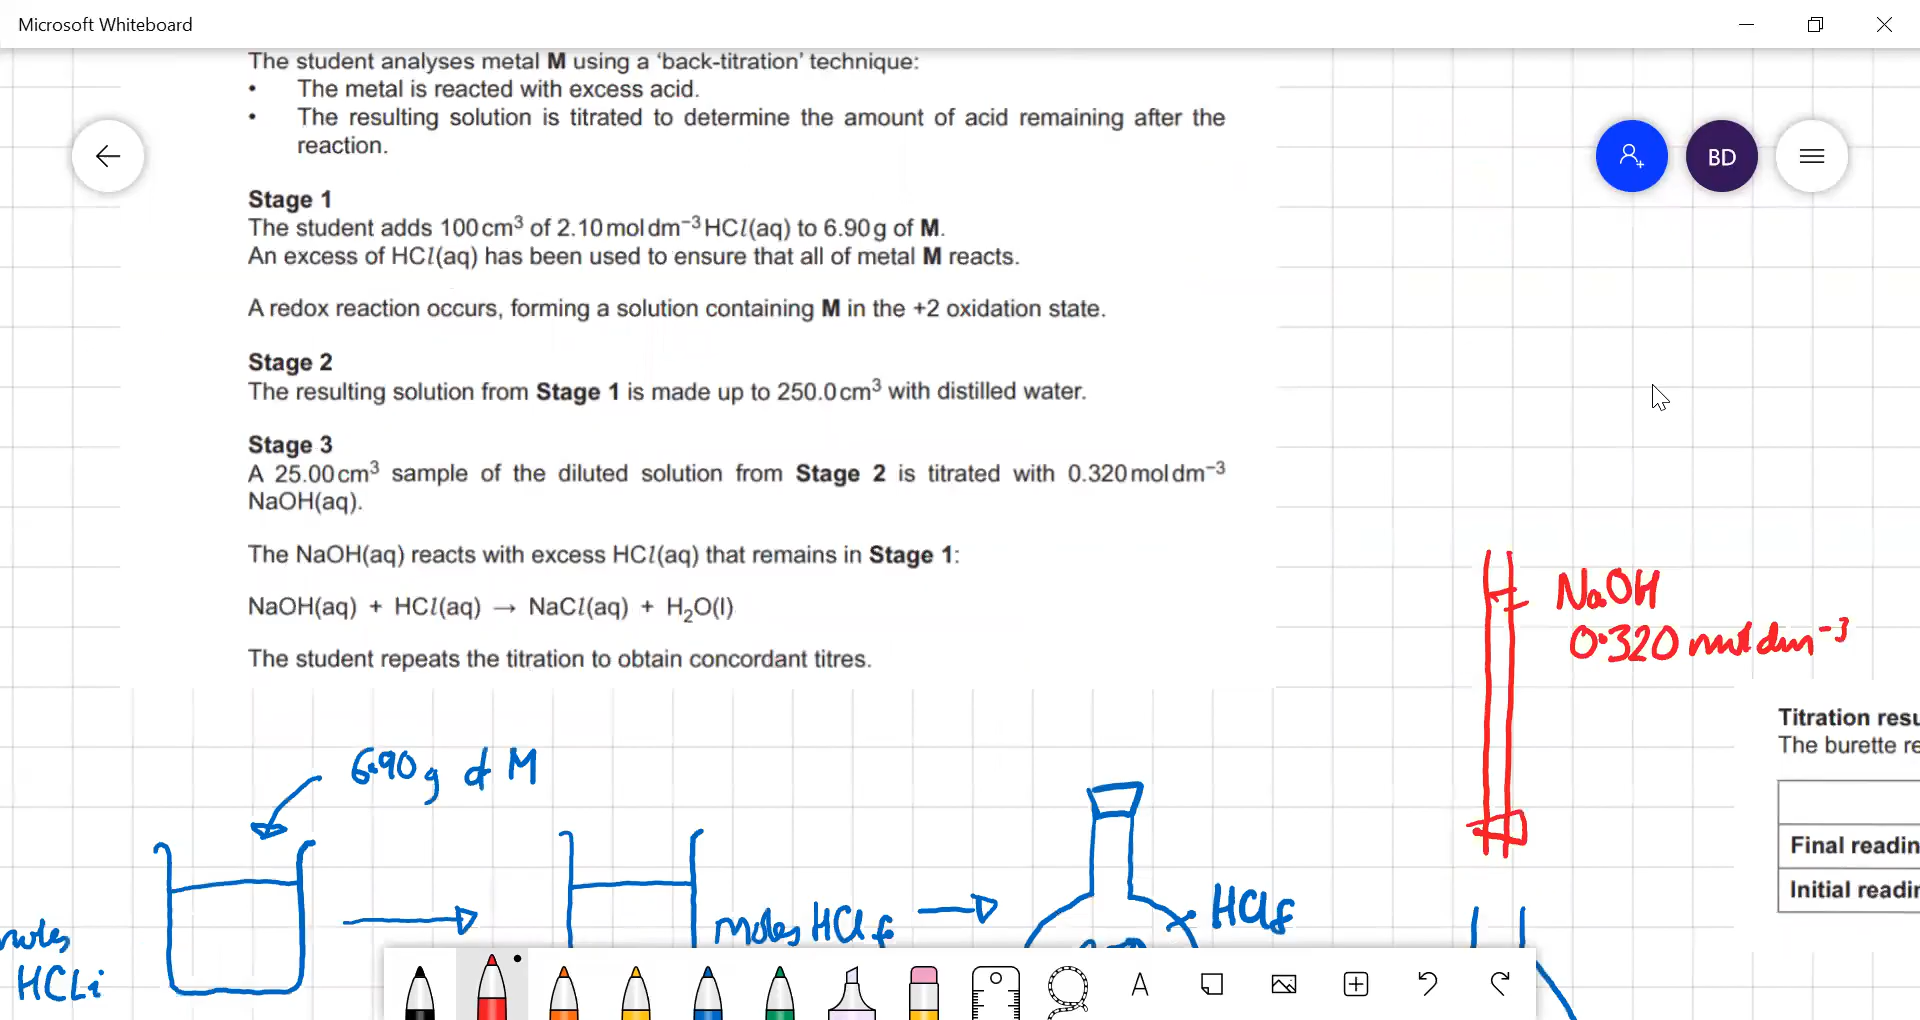 Microsoft Whiteboard
The student analyses metal M using a ‘back-titration’ technique:
• The metal is reacted with excess acid.
• The resulting solution is titrated to determine the amount of acid remaining after the
reaction.
BD
Stage 1
The student adds 100 cm³ of 2.10 mol dm⁻³ HCl(aq) to 6.90 g of M.
An excess of HCl(aq) has been used to ensure that all of metal M reacts.
A redox reaction occurs, forming a solution containing M in the +2 oxidation state.
Stage 2
The resulting solution from Stage 1 is made up to 250.0 cm³ with distilled water.
Stage 3
A 25.00 cm³ sample of the diluted solution from Stage 2 is titrated with 0.320 mol dm⁻³
NaOH(aq).
The NaOH(aq) reacts with excess HCl(aq) that remains in Stage 1:
NaOH(aq) + HCl(aq) → NaCl(aq) + H₂O(l)
The student repeats the titration to obtain concordant titres.
NaOH
0.320 mol dm⁻³
Titration resu
The burette re
Final readin
Initial readin
6.90 g of M
moles
HCli
moles HClf
HClf
A